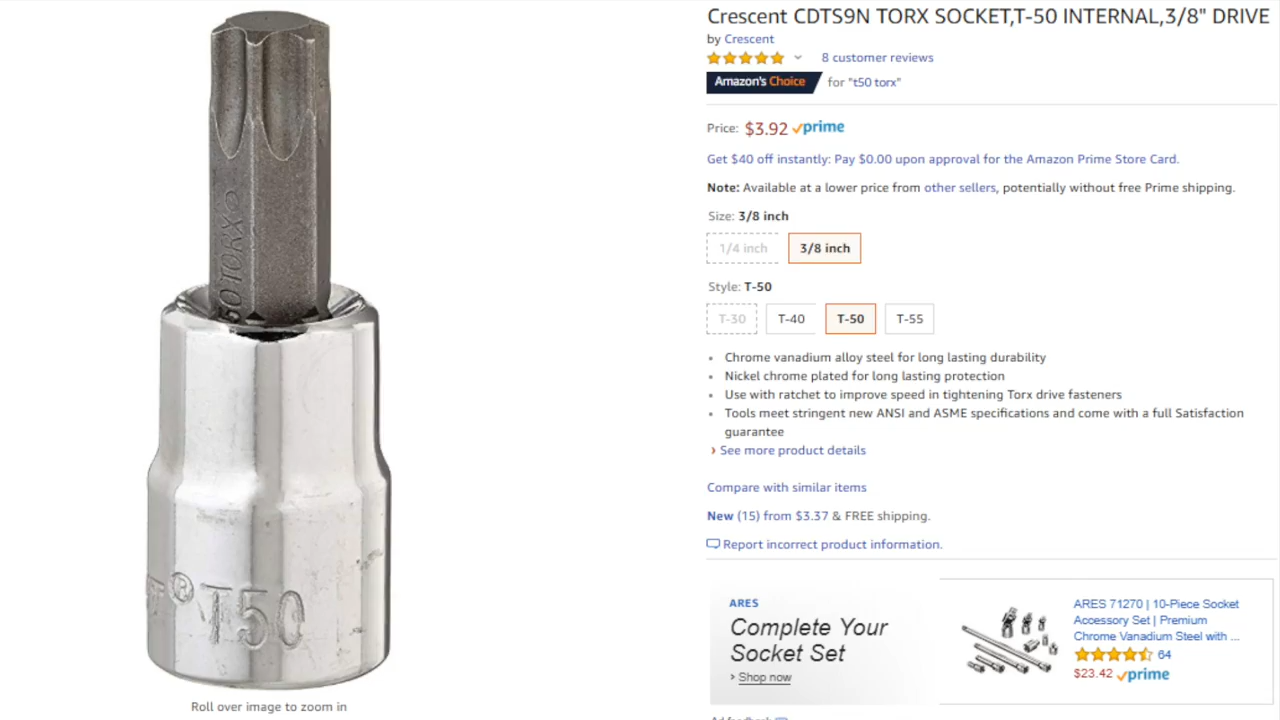 Crescent CDTS9N TORX SOCKET,T-50 INTERNAL,3/8" DRIVE
by Crescent
8 customer reviews
Amazon's Choice for "t50 torx"
Price: $3.92 prime
Get $40 off instantly: Pay $0.00 upon approval for the Amazon Prime Store Card.
Note: Available at a lower price from other sellers, potentially without free Prime shipping.
Size: 3/8 inch
1/4 inch 3/8 inch
Style: T-50
T-30 T-40 T-50 T-55
• Chrome vanadium alloy steel for long lasting durability
• Nickel chrome plated for long lasting protection
• Use with ratchet to improve speed in tightening Torx drive fasteners
• Tools meet stringent new ANSI and ASME specifications and come with a full Satisfaction
guarantee
› See more product details
Compare with similar items
New (15) from $3.37 & FREE shipping.
Report incorrect product information.
ARES
Complete Your
Socket Set
› Shop now
ARES 71270 | 10-Piece Socket
Accessory Set | Premium
Chrome Vanadium Steel with ...
64
$23.42 prime
Ad feedback
50 TORX®
® T50
Roll over image to zoom in